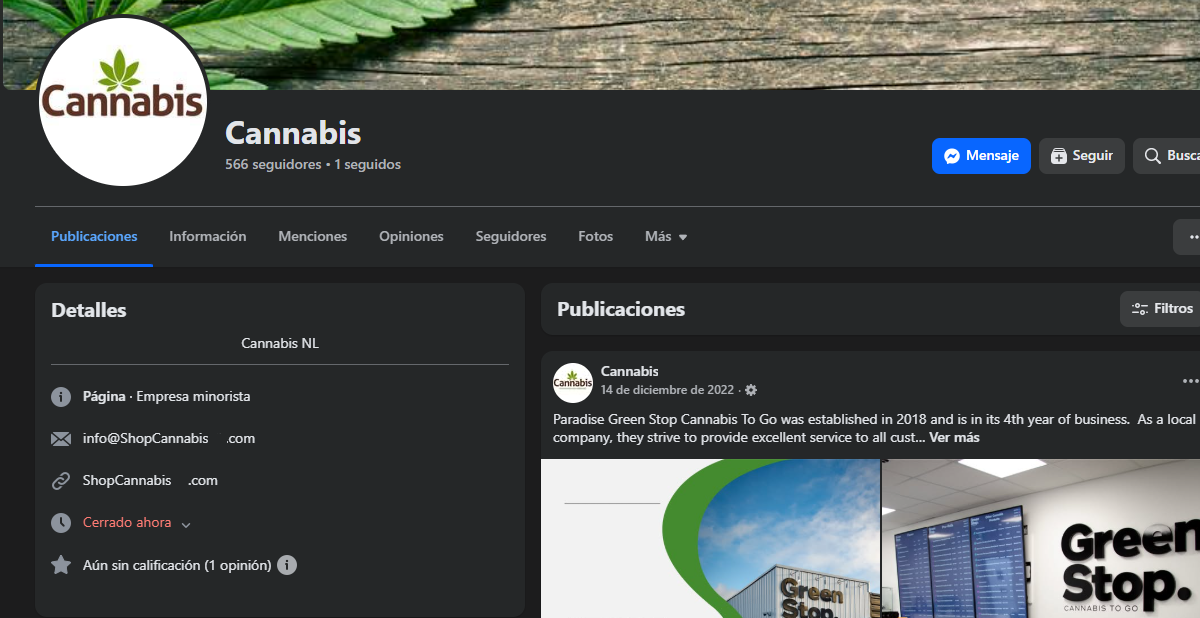 Cannabis
Cannabis
566 seguidores • 1 seguidos
Mensaje
Seguir
Publicaciones
Información
Menciones
Opiniones
Seguidores
Fotos
Más
Detalles
Cannabis NL
Página · Empresa minorista
info@ShopCannabis .com
ShopCannabis .com
Cerrado ahora
Aún sin calificación (1 opinión)
Publicaciones
Filtros
Cannabis
Cannabis
14 de diciembre de 2022 ·
Paradise Green Stop Cannabis To Go was established in 2018 and is in its 4th year of business. As a local
company, they strive to provide excellent service to all cust... Ver más
Green
Stop.
Green
Stop.
CANNABIS TO GO